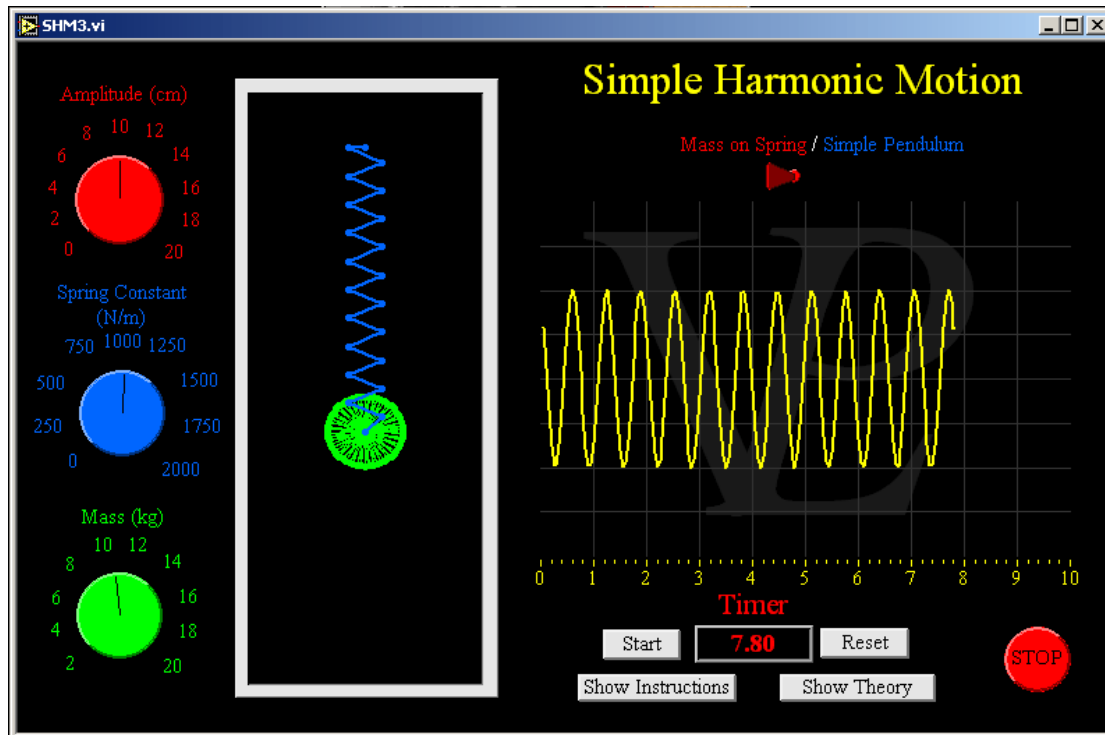 SHM3.vi
Simple Harmonic Motion
Mass on Spring / Simple Pendulum
Amplitude (cm)
0 2 4 6 8 10 12 14 16 18 20
Spring Constant
(N/m)
0 250 500 750 1000 1250 1500 1750 2000
Mass (kg)
2 4 6 8 10 12 14 16 18 20
VPL
0 1 2 3 4 5 6 7 8 9 10
Timer
Start 7.80 Reset
Show Instructions Show Theory
STOP